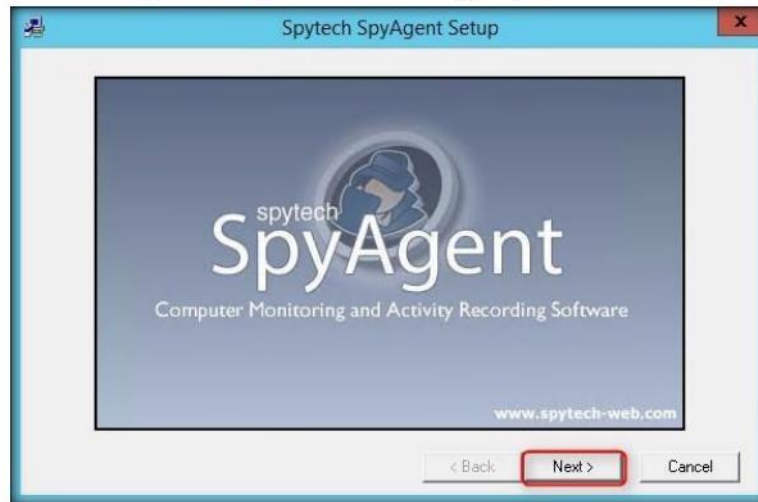 Spytech SpyAgent Setup
x
spytech
SpyAgent
Computer Monitoring and Activity Recording Software
www.spytech-web.com
< Back
Next >
Cancel